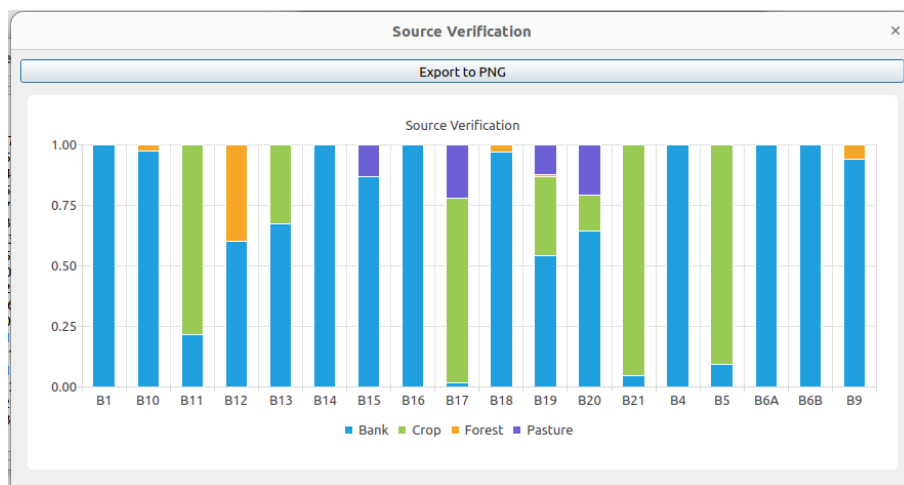 Source Verification ×
Export to PNG
Source Verification
1.00
0.75
0.50
0.25
0.00
B1 B10 B11 B12 B13 B14 B15 B16 B17 B18 B19 B20 B21 B4 B5 B6A B6B B9
Bank Crop Forest Pasture